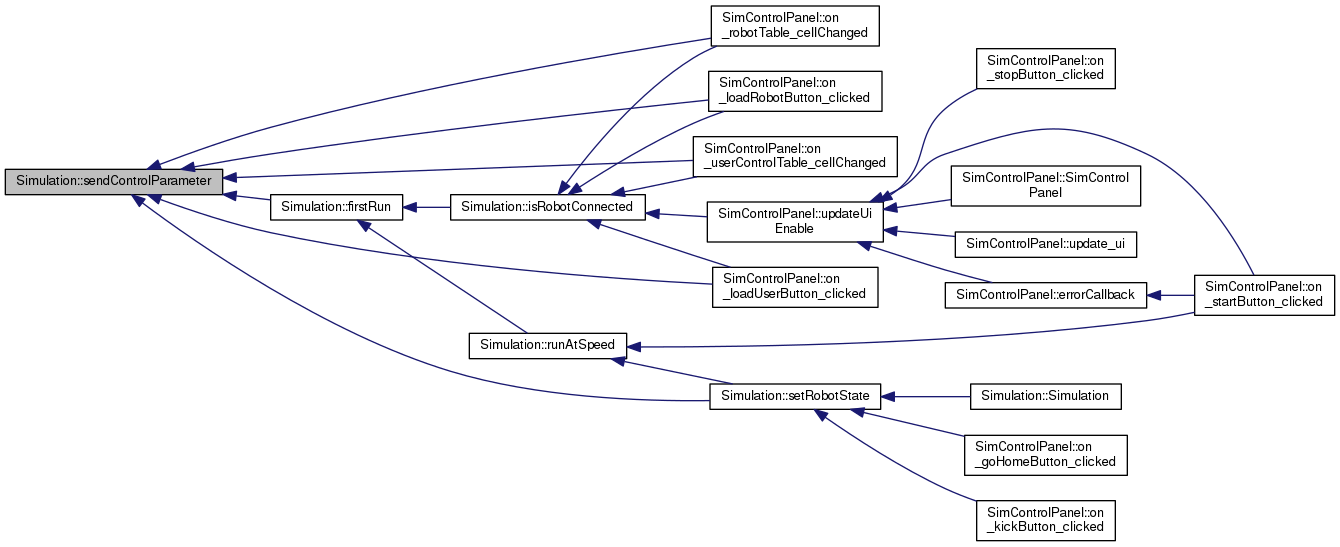 SimControlPanel::on
_robotTable_cellChanged
SimControlPanel::on
_stopButton_clicked
SimControlPanel::on
_loadRobotButton_clicked
SimControlPanel::on
_userControlTable_cellChanged
Simulation::sendControlParameter
SimControlPanel::SimControl
Panel
Simulation::firstRun
Simulation::isRobotConnected
SimControlPanel::updateUi
Enable
SimControlPanel::update_ui
SimControlPanel::on
_loadUserButton_clicked
SimControlPanel::errorCallback
SimControlPanel::on
_startButton_clicked
Simulation::runAtSpeed
Simulation::setRobotState
Simulation::Simulation
SimControlPanel::on
_goHomeButton_clicked
SimControlPanel::on
_kickButton_clicked